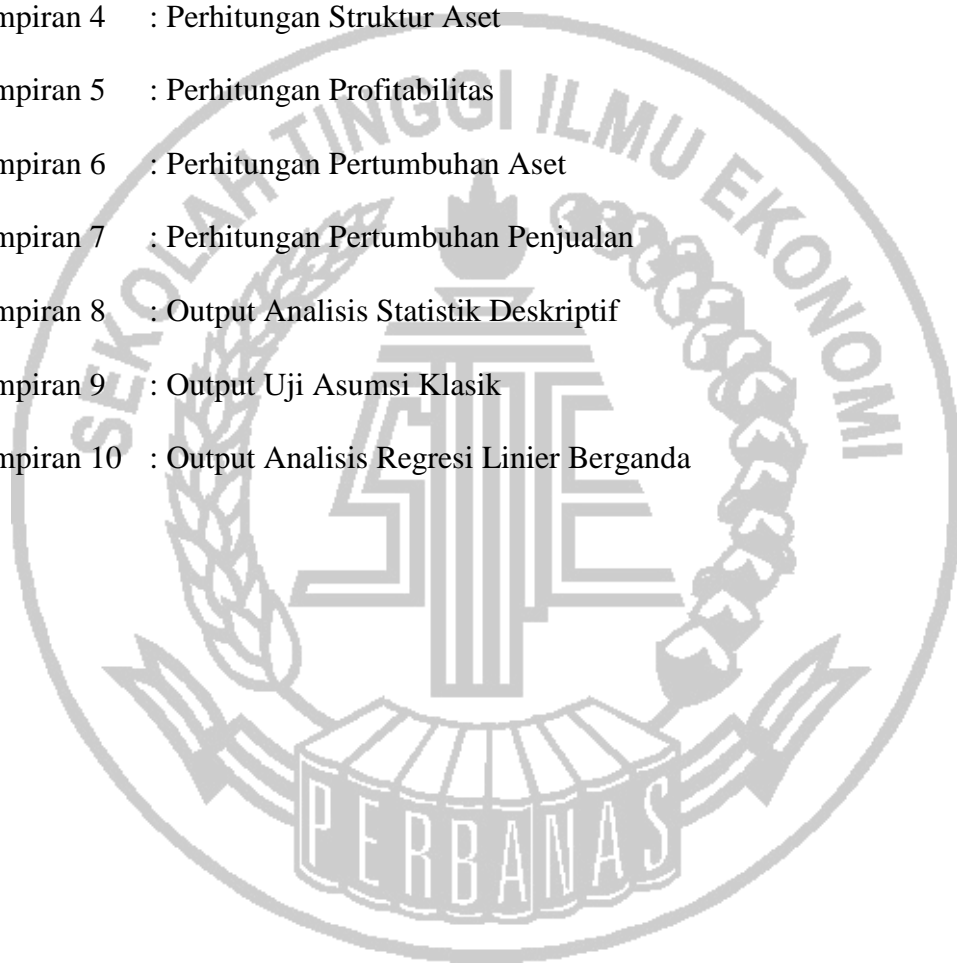 mpiran 4 : Perhitungan Struktur Aset
mpiran 5 : Perhitungan Profitabilitas
mpiran 6 : Perhitungan Pertumbuhan Aset
mpiran 7 : Perhitungan Pertumbuhan Penjualan
mpiran 8 : Output Analisis Statistik Deskriptif
mpiran 9 : Output Uji Asumsi Klasik
mpiran 10 : Output Analisis Regresi Linier Berganda
SEKOLAH TINGGI ILMU EKONOMI
STIE
PERBANAS